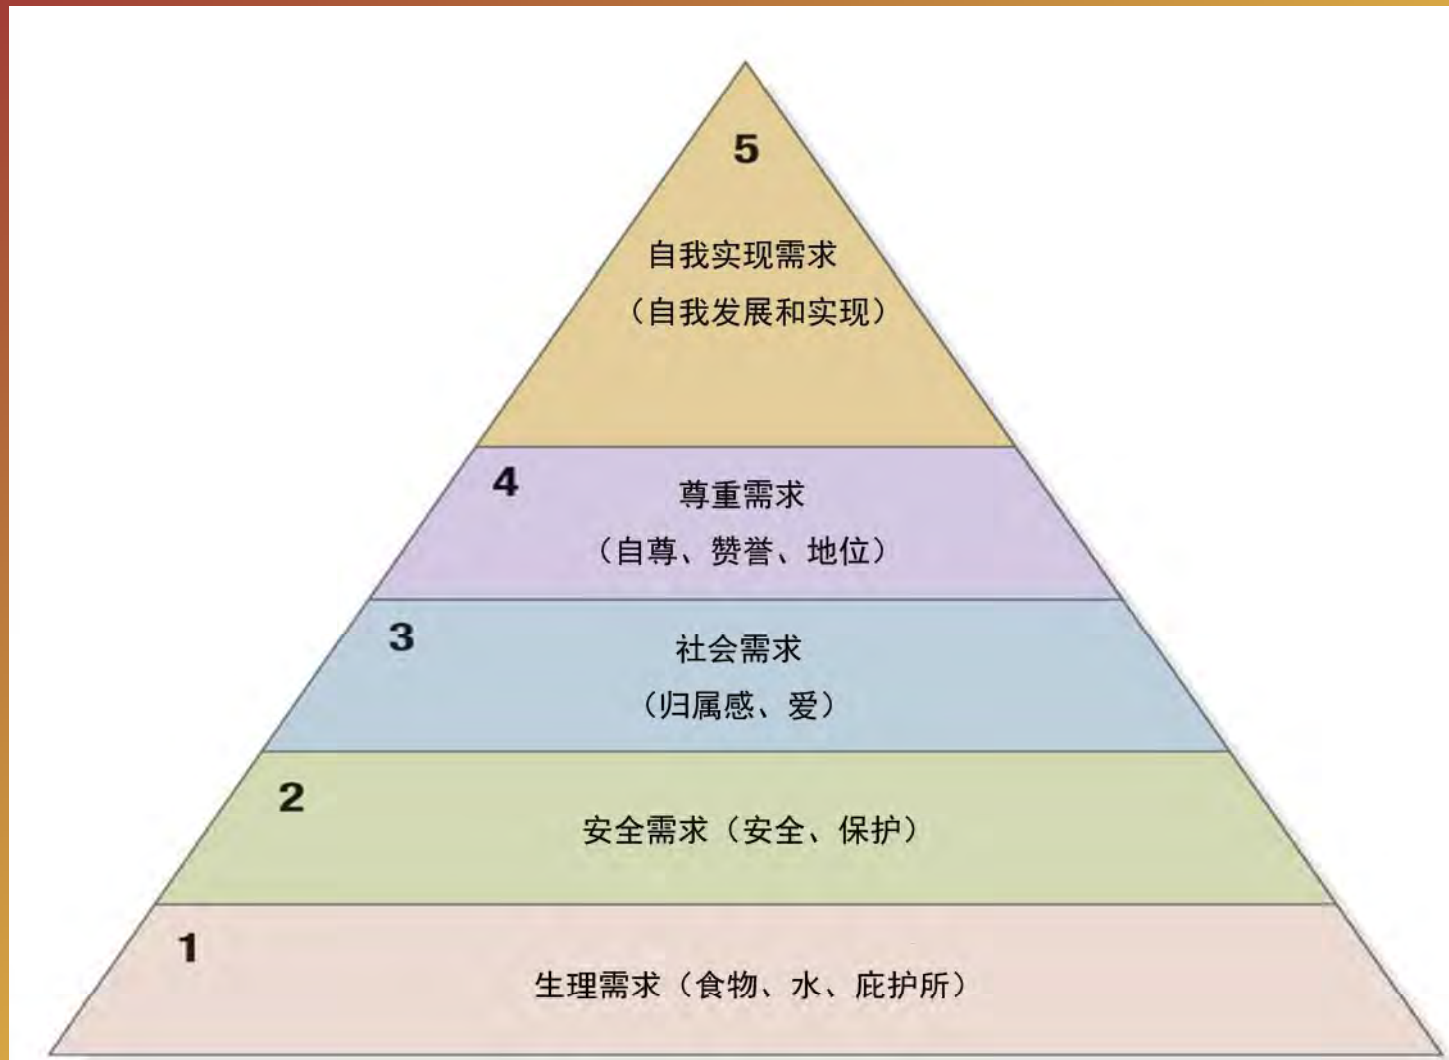 5
自我实现需求
（自我发展和实现）
4
尊重需求
（自尊、赞誉、地位）
3
社会需求
（归属感、爱）
2
安全需求（安全、保护）
1
生理需求（食物、水、庇护所）